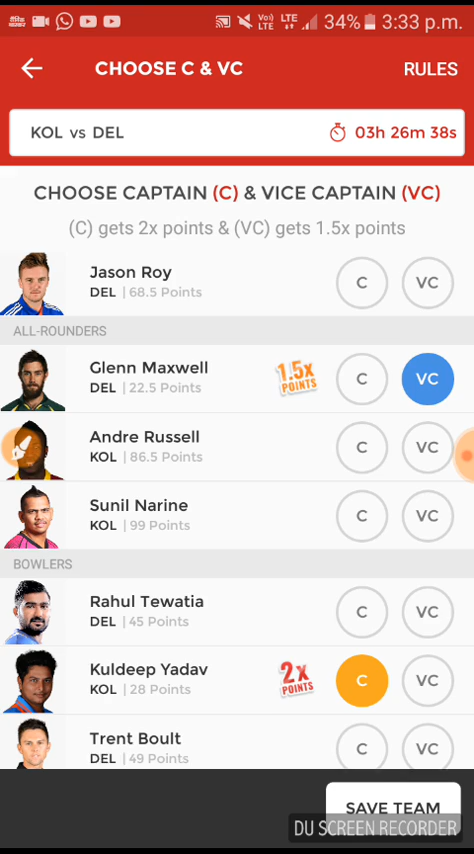 Vo))
LTE
LTE
34%
3:33 p.m.
CHOOSE C & VC
RULES
KOL vs DEL
03h 26m 38s
CHOOSE CAPTAIN (C) & VICE CAPTAIN (VC)
(C) gets 2x points & (VC) gets 1.5x points
Jason Roy
DEL | 68.5 Points
C
VC
ALL-ROUNDERS
Glenn Maxwell
DEL | 22.5 Points
1.5x
POINTS
C
VC
Andre Russell
KOL | 86.5 Points
C
VC
Sunil Narine
KOL | 99 Points
C
VC
BOWLERS
Rahul Tewatia
DEL | 45 Points
C
VC
Kuldeep Yadav
KOL | 28 Points
2x
POINTS
C
VC
Trent Boult
DEL | 49 Points
C
VC
SAVE TEAM
DU SCREEN RECORDER